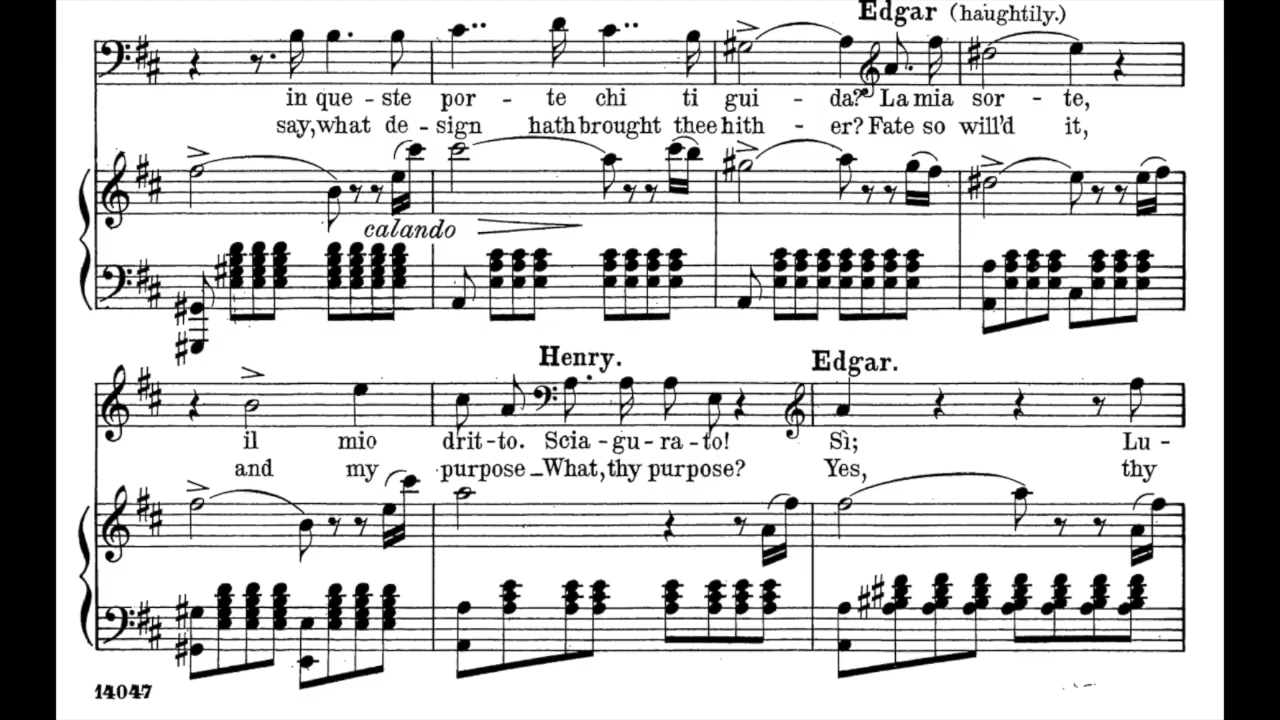 Edgar (haughtily.)
in que - ste por - te chi ti gui - da? La mia sor - te,
say, what de - sign hath brought thee hith - er? Fate so will'd it,
calando
Henry. Edgar.
il mio drit - to. Scia - gu - ra - to! Sì; Lu -
and my purpose _ What, thy purpose? Yes, thy
14047